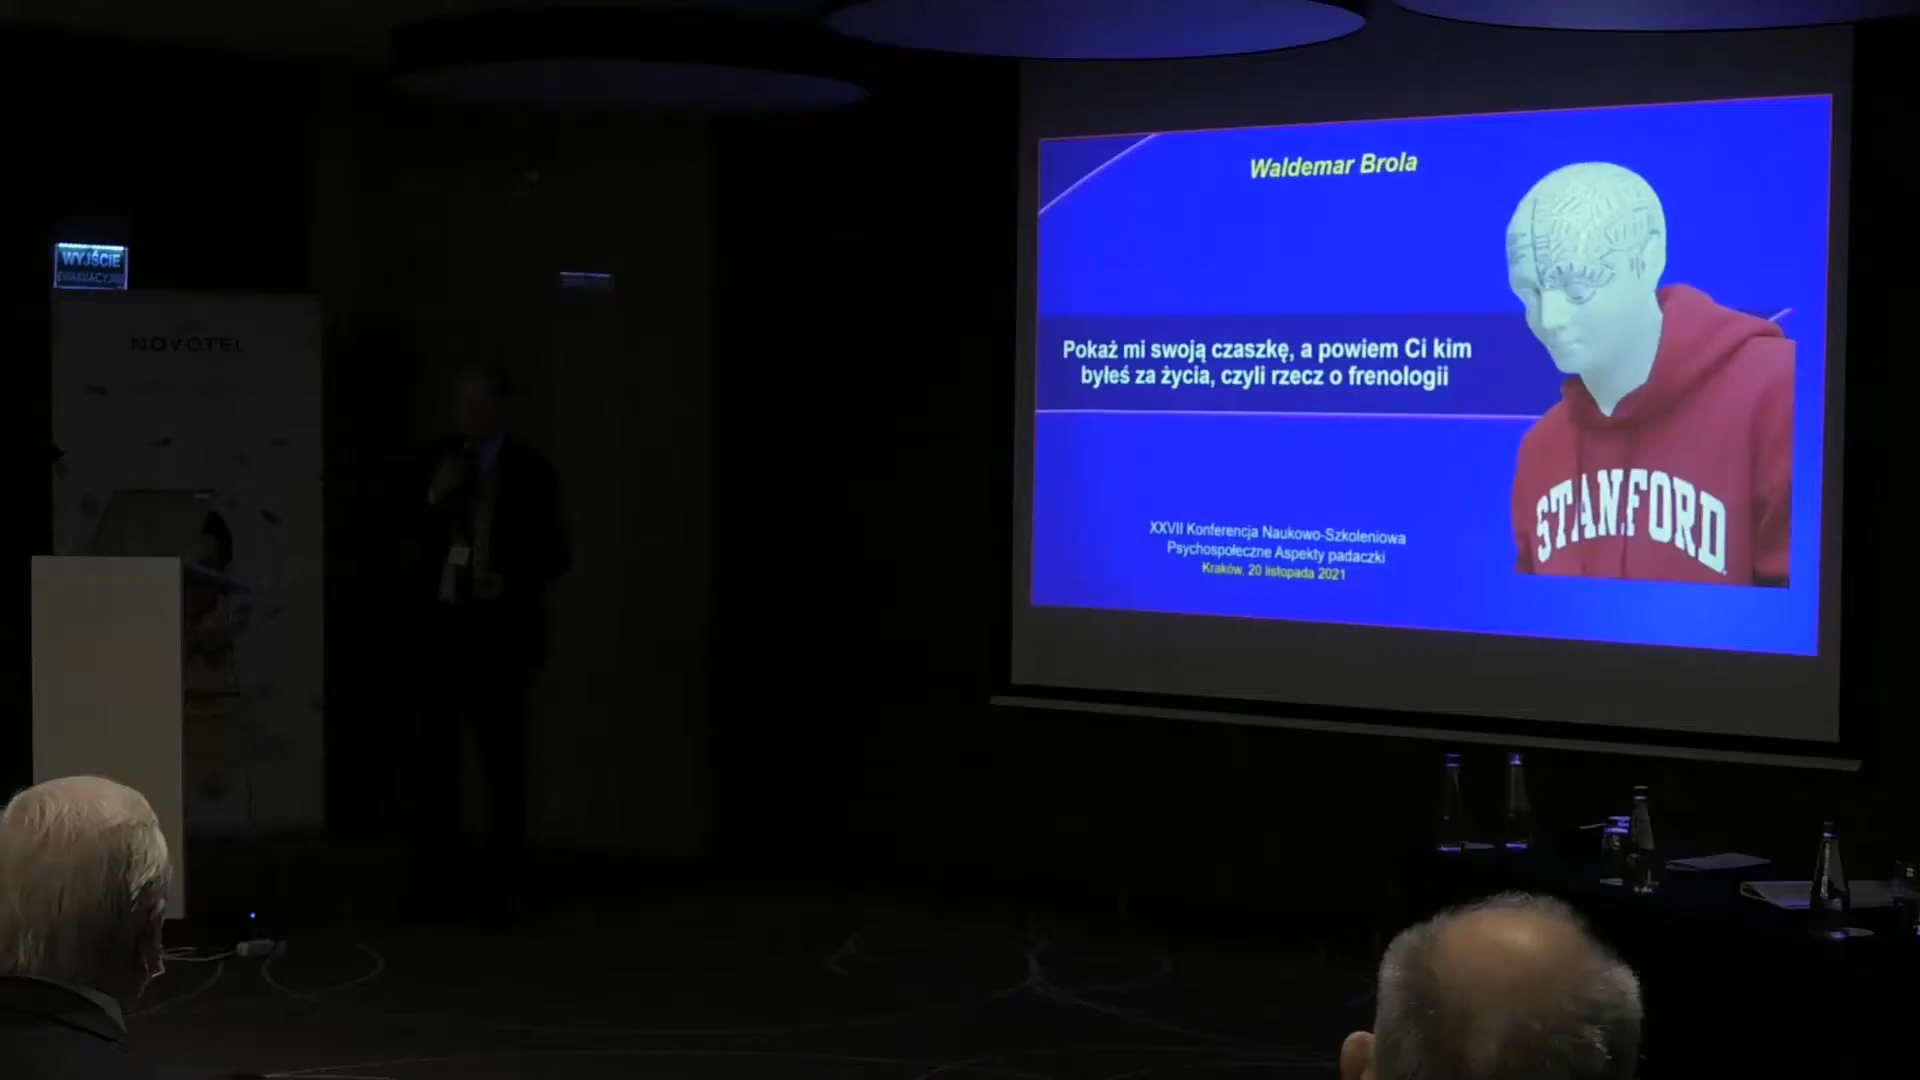 WYJŚCIE
EWAKUACYJNE
NOVOTEL
Waldemar Brola
Pokaż mi swoją czaszkę, a powiem Ci kim
byłeś za życia, czyli rzecz o frenologii
STANFORD
XXVII Konferencja Naukowo-Szkoleniowa
Psychospołeczne Aspekty padaczki
Kraków, 20 listopada 2021